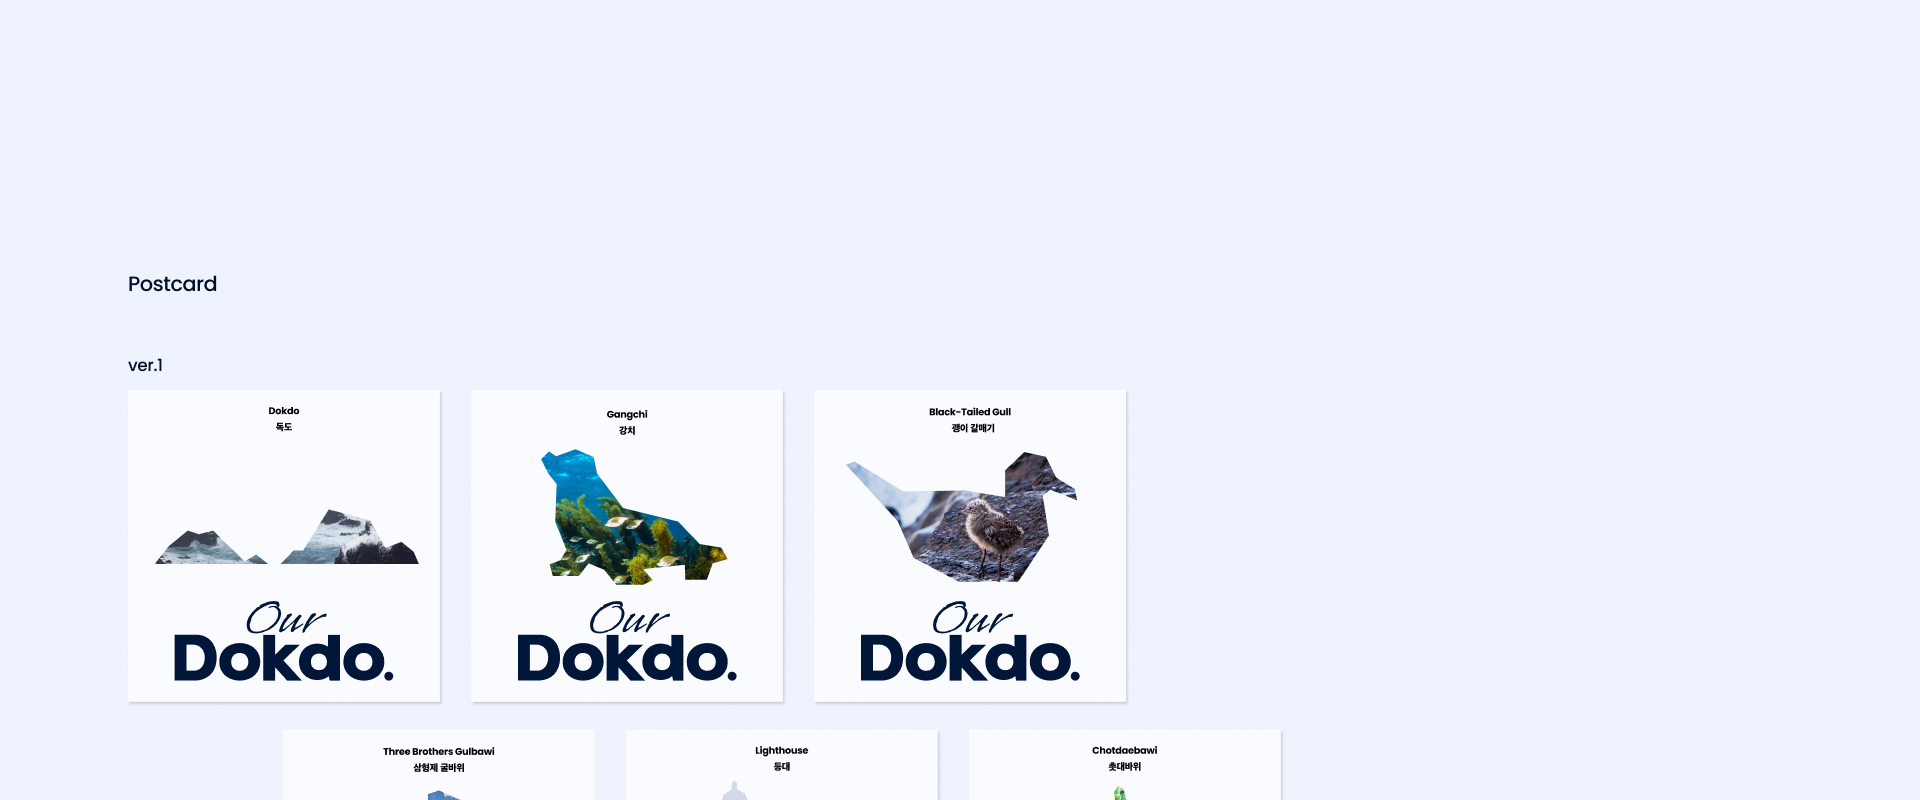 Postcard
ver.1
Dokdo
독도
Our
Dokdo.
Gangchi
강치
Our
Dokdo.
Black-Tailed Gull
괭이 갈매기
Our
Dokdo.
Three Brothers Gulbawi
삼형제 굴바위
Lighthouse
등대
Chotdaebawi
촛대바위